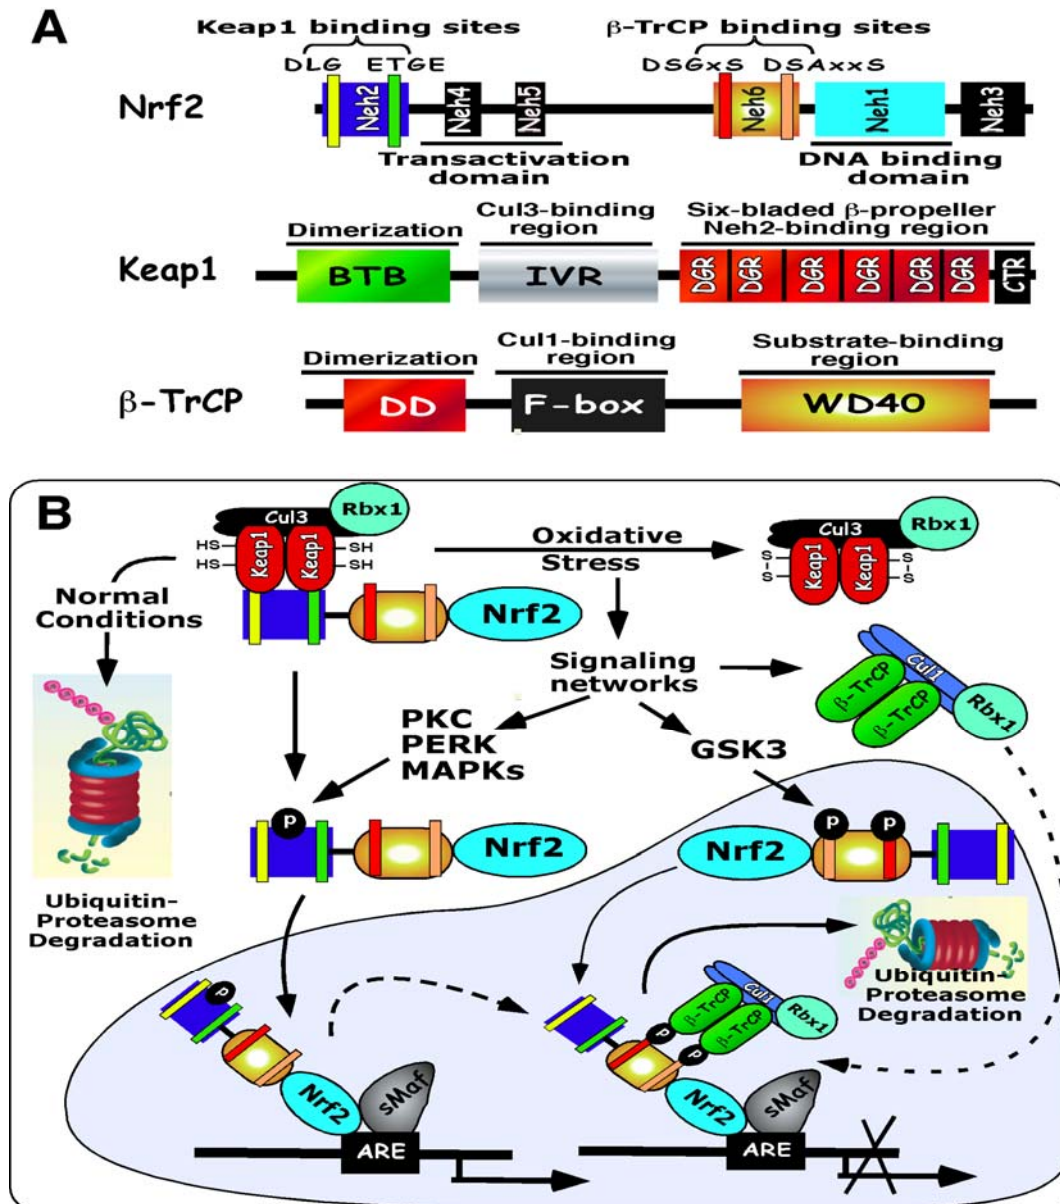 A
Keap1 binding sites
β-TrCP binding sites
DLG ETGE
DSGxS DSAxxS
Nrf2
Neh2
Neh4
Neh5
Neh6
Neh1
Neh3
Transactivation
domain
DNA binding
domain
Dimerization
Cul3-binding
region
Six-bladed β-propeller
Neh2-binding region
Keap1
BTB
IVR
DGR
DGR
DGR
DGR
DGR
DGR
CTR
Dimerization
Cul1-binding
region
Substrate-binding
region
β-TrCP
DD
F-box
WD40
B
Cul3
Rbx1
HS
HS
Keap1
Keap1
SH
SH
Oxidative
Stress
Cul3
Rbx1
S
S
Keap1
Keap1
S
S
Normal
Conditions
Nrf2
Signaling
networks
Cul1
β-TrCP
β-TrCP
Rbx1
PKC
PERK
MAPKs
GSK3
P
Nrf2
P
P
Nrf2
Ubiquitin-
Proteasome
Degradation
Ubiquitin-
Proteasome
Degradation
P
Nrf2
sMaf
ARE
P
P
β-TrCP
β-TrCP
Cul1
Rbx1
Nrf2
sMaf
ARE